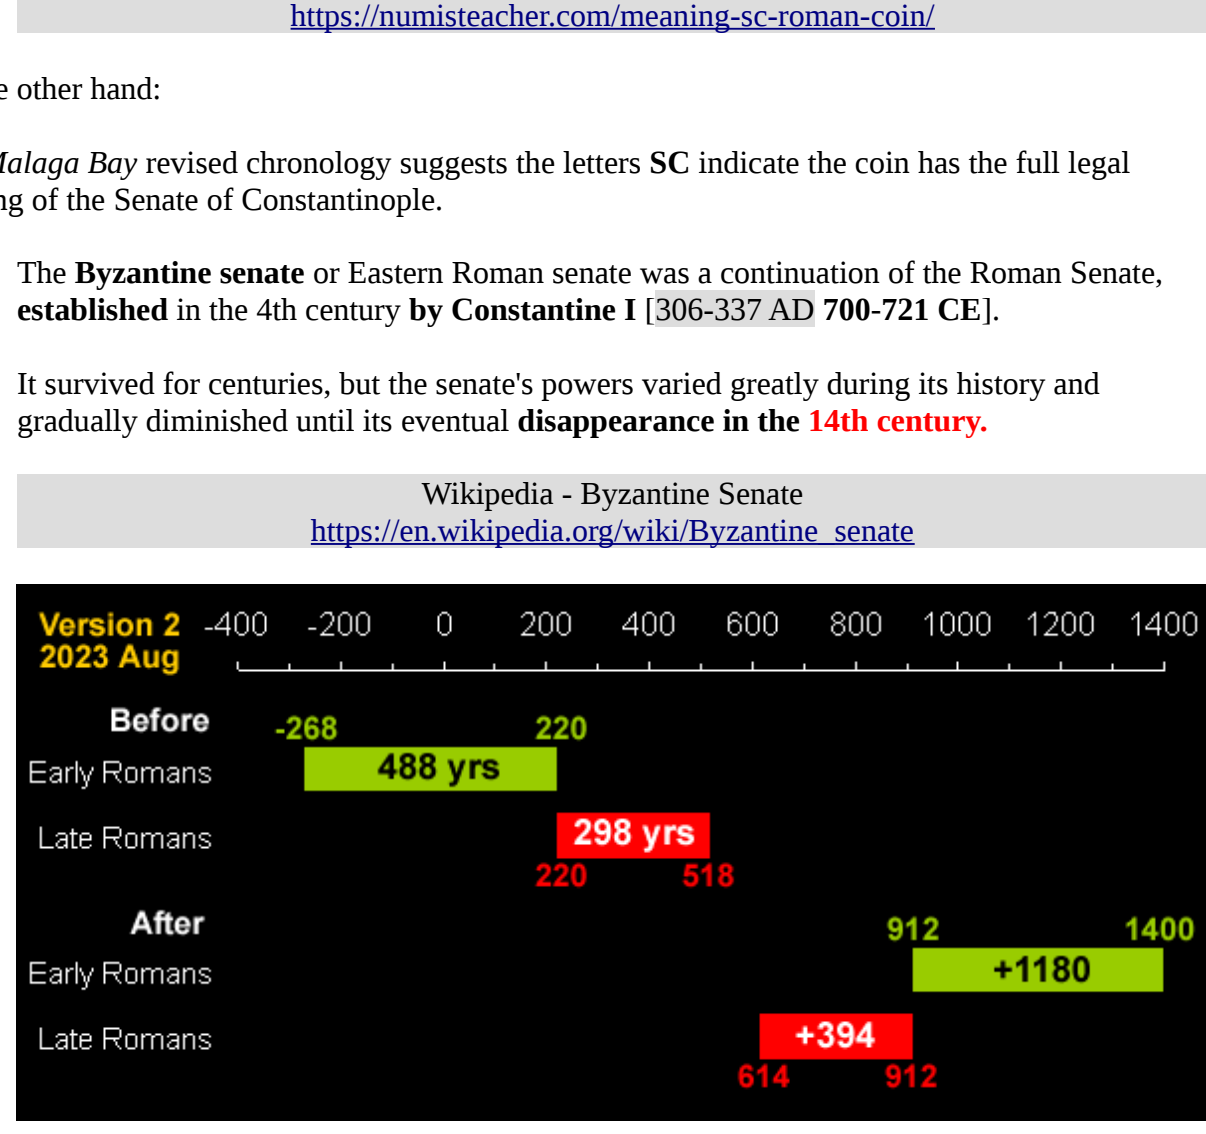 https://numisteacher.com/meaning-sc-roman-coin/
other hand:
Malaga Bay revised chronology suggests the letters SC indicate the coin has the full legal
of the Senate of Constantinople.
The Byzantine senate or Eastern Roman senate was a continuation of the Roman Senate,
established in the 4th century by Constantine I [306-337 AD 700-721 CE].
It survived for centuries, but the senate's powers varied greatly during its history and
gradually diminished until its eventual disappearance in the 14th century.
Wikipedia - Byzantine Senate
https://en.wikipedia.org/wiki/Byzantine_senate
Version 2 -400 -200 0 200 400 600 800 1000 1200 1400
2023 Aug
Before -268 220
Early Romans 488 yrs
Late Romans 298 yrs
220 518
After 912 1400
Early Romans +1180
Late Romans +394
614 912